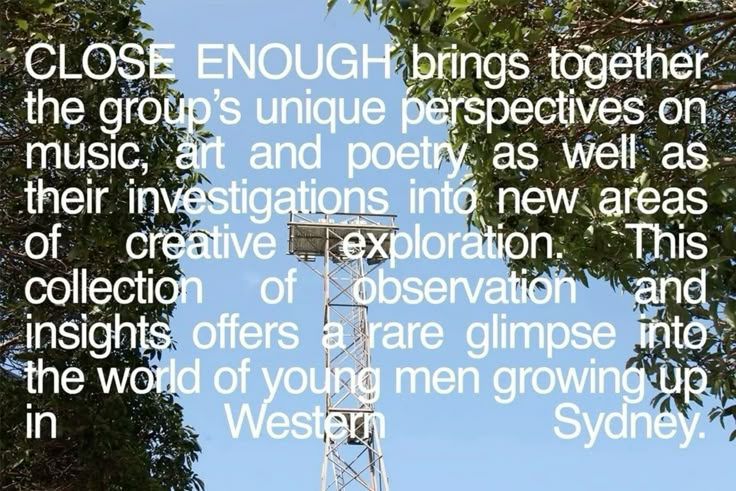 CLOSE ENOUGH brings together
the group's unique perspectives on
music, art and poetry as well as
their investigations into new areas
of creative exploration. This
collection of observation and
insights offers a rare glimpse into
the world of young men growing up
in Western Sydney.